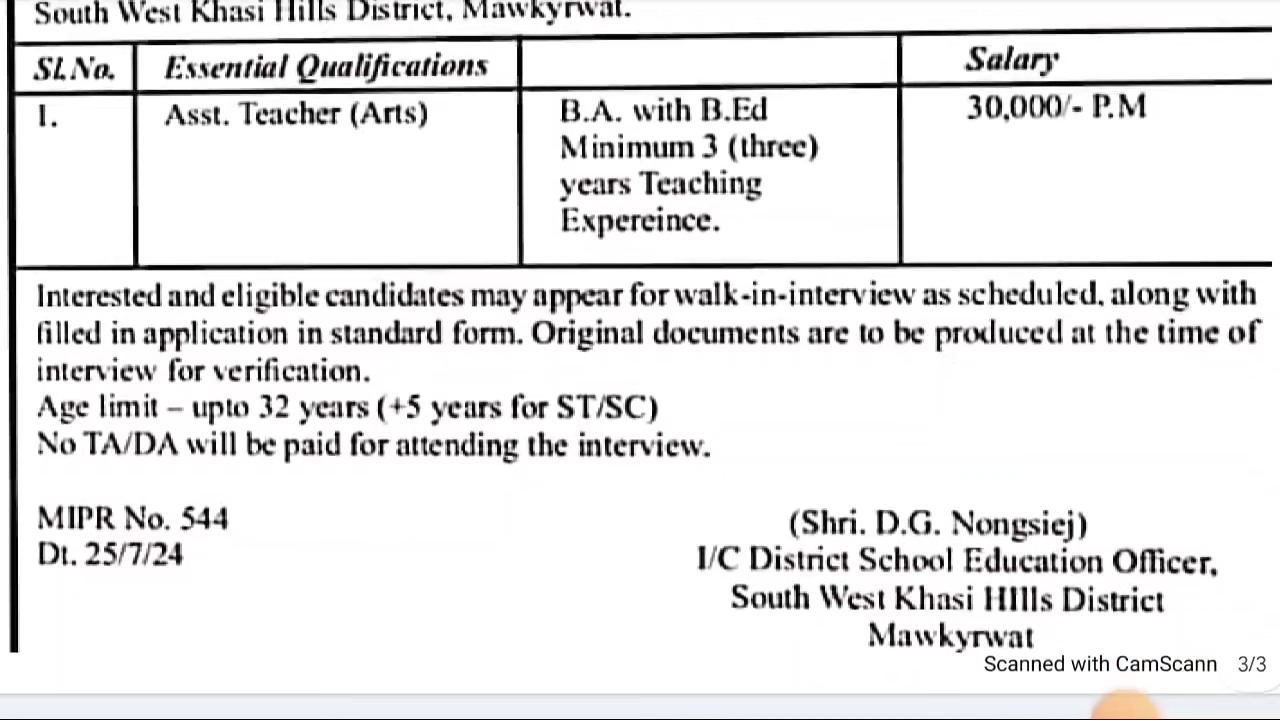 South West Khasi Hills District, Mawkyrwat.
Sl.No. Essential Qualifications Salary
1. Asst. Teacher (Arts) B.A. with B.Ed 30,000/- P.M
Minimum 3 (three)
years Teaching
Expereince.
Interested and eligible candidates may appear for walk-in-interview as scheduled, along with
filled in application in standard form. Original documents are to be produced at the time of
interview for verification.
Age limit – upto 32 years (+5 years for ST/SC)
No TA/DA will be paid for attending the interview.
MIPR No. 544
Dt. 25/7/24
(Shri. D.G. Nongsiej)
I/C District School Education Officer,
South West Khasi HIlls District
Mawkyrwat
Scanned with CamScann 3/3